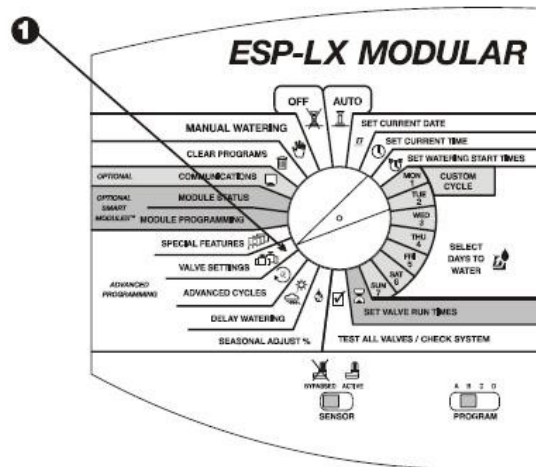 1
ESP-LX MODULAR
OFF
AUTO
MANUAL WATERING
SET CURRENT DATE
SET CURRENT TIME
CLEAR PROGRAMS
SET WATERING START TIMES
OPTIONAL
COMMUNICATIONS
MON
1
CUSTOM
CYCLE
OPTIONAL
SMART
MODULES™
MODULE STATUS
TUE
2
MODULE PROGRAMMING
WED
3
SPECIAL FEATURES
THU
4
SELECT
DAYS TO
WATER
VALVE SETTINGS
FRI
5
ADVANCED
PROGRAMMING
ADVANCED CYCLES
SAT
6
SUN
7
DELAY WATERING
SET VALVE RUN TIMES
SEASONAL ADJUST %
TEST ALL VALVES / CHECK SYSTEM
BYPASSED ACTIVE
SENSOR
A B C D
PROGRAM